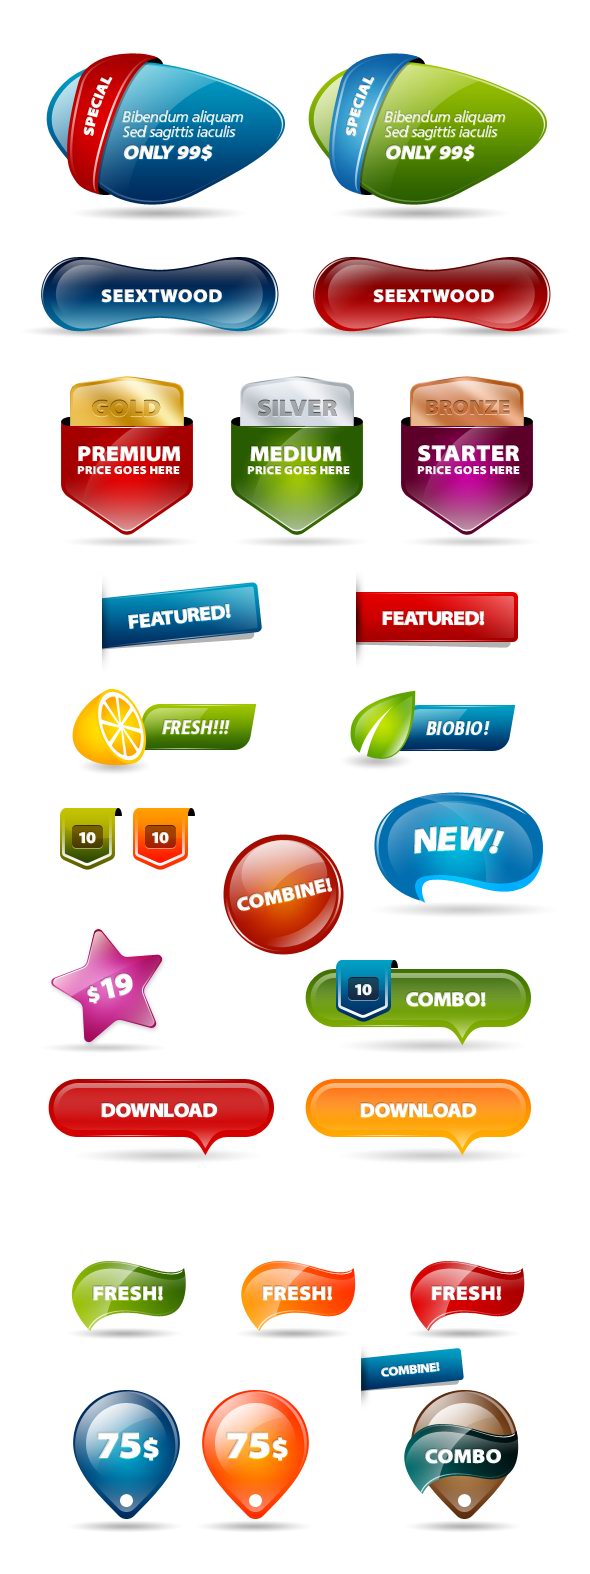 SPECIAL
Bibendum aliquam
Sed sagittis iaculis
ONLY 99$
SPECIAL
Bibendum aliquam
Sed sagittis iaculis
ONLY 99$
SEEXTWOOD
SEEXTWOOD
GOLD
PREMIUM
PRICE GOES HERE
SILVER
MEDIUM
PRICE GOES HERE
BRONZE
STARTER
PRICE GOES HERE
FEATURED!
FEATURED!
FRESH!!!
BIOBIO!
10
10
COMBINE!
NEW!
$19
10
COMBO!
DOWNLOAD
DOWNLOAD
FRESH!
FRESH!
FRESH!
COMBINE!
75$
75$
COMBO